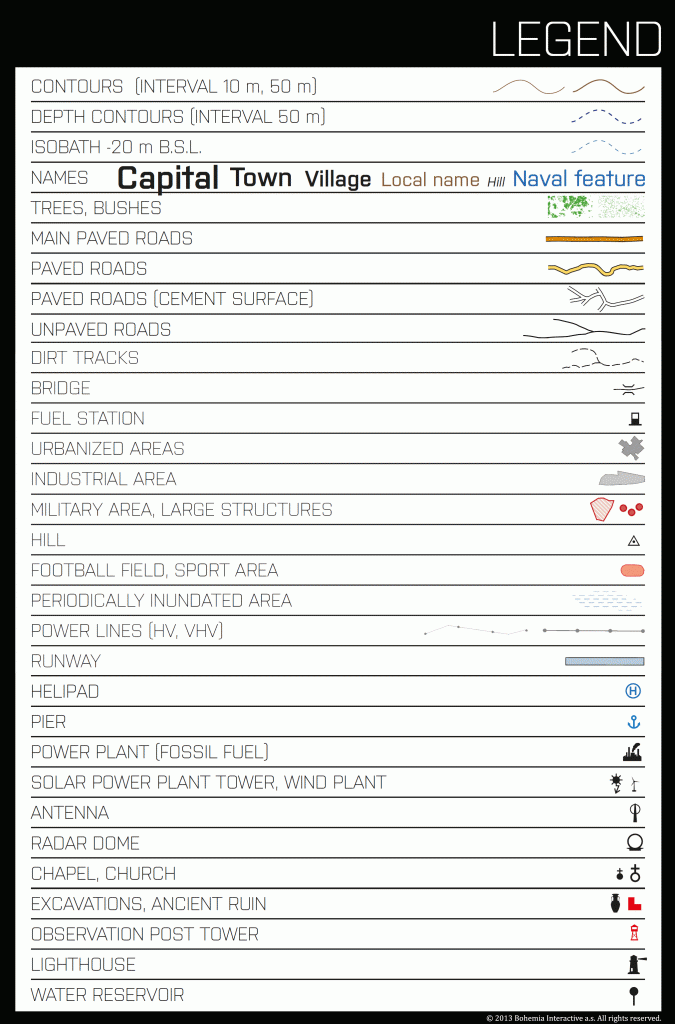 LEGEND
CONTOURS (INTERVAL 10 m, 50 m)
DEPTH CONTOURS (INTERVAL 50 m)
ISOBATH -20 m B.S.L.
NAMES Capital Town Village Local name Hill Naval feature
TREES, BUSHES
MAIN PAVED ROADS
PAVED ROADS
PAVED ROADS (CEMENT SURFACE)
UNPAVED ROADS
DIRT TRACKS
BRIDGE
FUEL STATION
URBANIZED AREAS
INDUSTRIAL AREA
MILITARY AREA, LARGE STRUCTURES
HILL
FOOTBALL FIELD, SPORT AREA
PERIODICALLY INUNDATED AREA
POWER LINES (HV, VHV)
RUNWAY
HELIPAD H
PIER
POWER PLANT (FOSSIL FUEL)
SOLAR POWER PLANT TOWER, WIND PLANT
ANTENNA
RADAR DOME
CHAPEL, CHURCH
EXCAVATIONS, ANCIENT RUIN
OBSERVATION POST TOWER
LIGHTHOUSE
WATER RESERVOIR
© 2013 Bohemia Interactive a.s. All rights reserved.